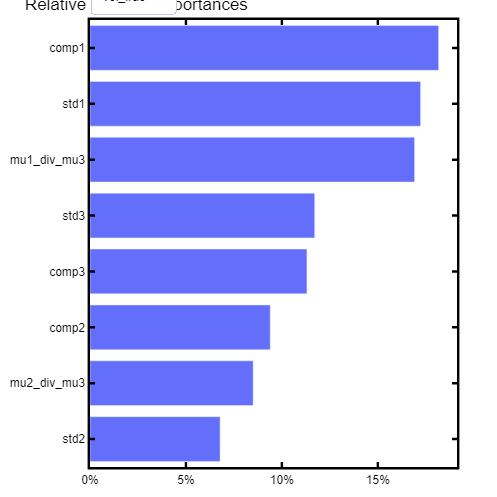 Relative portances
comp1
std1
mu1_div_mu3
std3
comp3
comp2
mu2_div_mu3
std2
0% 5% 10% 15%